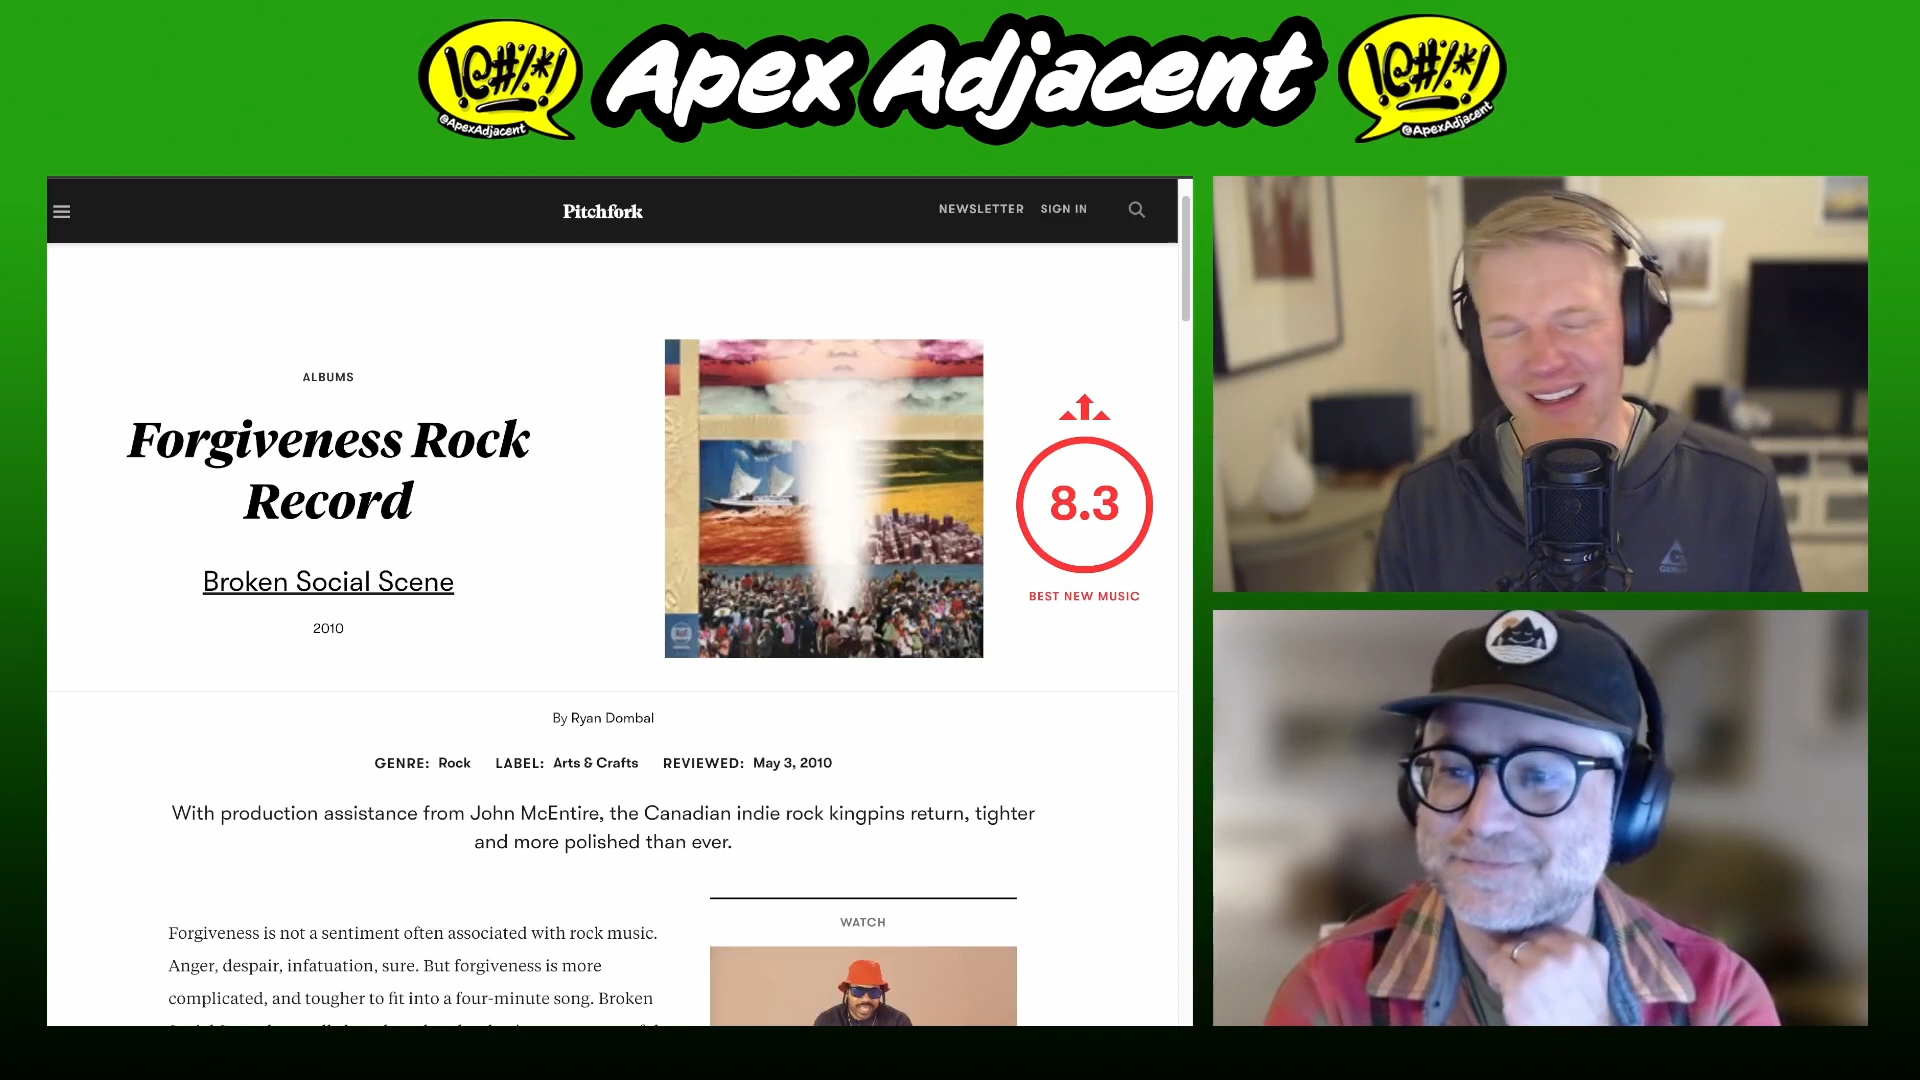 !@#/*!
@ApexAdjacent
Apex Adjacent
!@#/*!
@ApexAdjacent
Pitchfork
NEWSLETTER SIGN IN
ALBUMS
Forgiveness Rock
Record
Broken Social Scene
2010
8.3
BEST NEW MUSIC
By Ryan Dombal
GENRE: Rock LABEL: Arts & Crafts REVIEWED: May 3, 2010
With production assistance from John McEntire, the Canadian indie rock kingpins return, tighter
and more polished than ever.
Forgiveness is not a sentiment often associated with rock music.
Anger, despair, infatuation, sure. But forgiveness is more
complicated, and tougher to fit into a four-minute song. Broken
WATCH